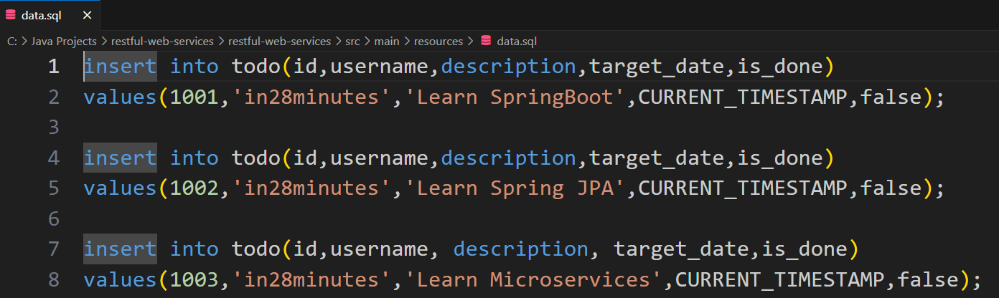 data.sql ×
C: > Java Projects > restful-web-services > restful-web-services > src > main > resources > data.sql
1 insert into todo(id,username,description,target_date,is_done)
2 values(1001,'in28minutes','Learn SpringBoot',CURRENT_TIMESTAMP,false);
3
4 insert into todo(id,username,description,target_date,is_done)
5 values(1002,'in28minutes','Learn Spring JPA',CURRENT_TIMESTAMP,false);
6
7 insert into todo(id,username, description, target_date,is_done)
8 values(1003,'in28minutes','Learn Microservices',CURRENT_TIMESTAMP,false);